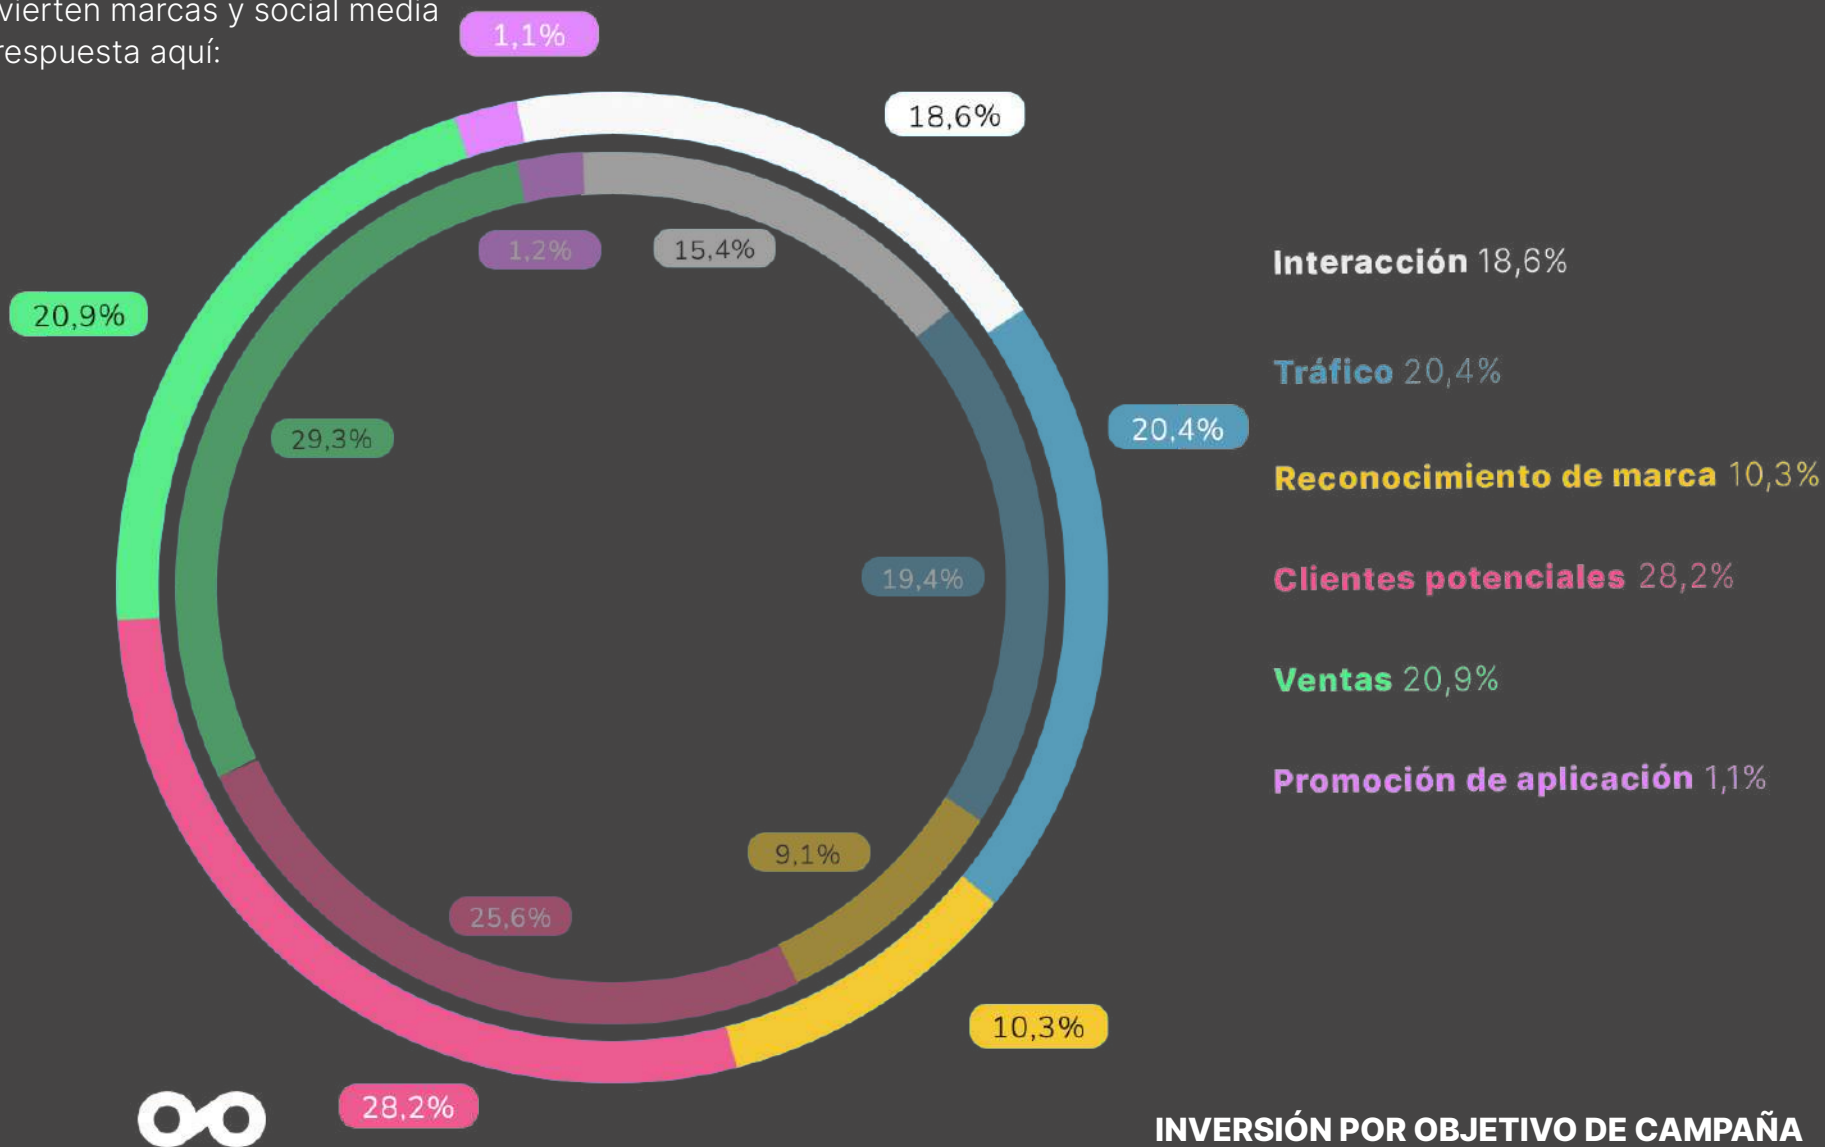 vierten marcas y social media
respuesta aquí:
1,1%
18,6%
1,2%
15,4%
20,9%
29,3%
20,4%
19,4%
9,1%
25,6%
10,3%
28,2%
Interacción 18,6%
Tráfico 20,4%
Reconocimiento de marca 10,3%
Clientes potenciales 28,2%
Ventas 20,9%
Promoción de aplicación 1,1%
INVERSIÓN POR OBJETIVO DE CAMPAÑA